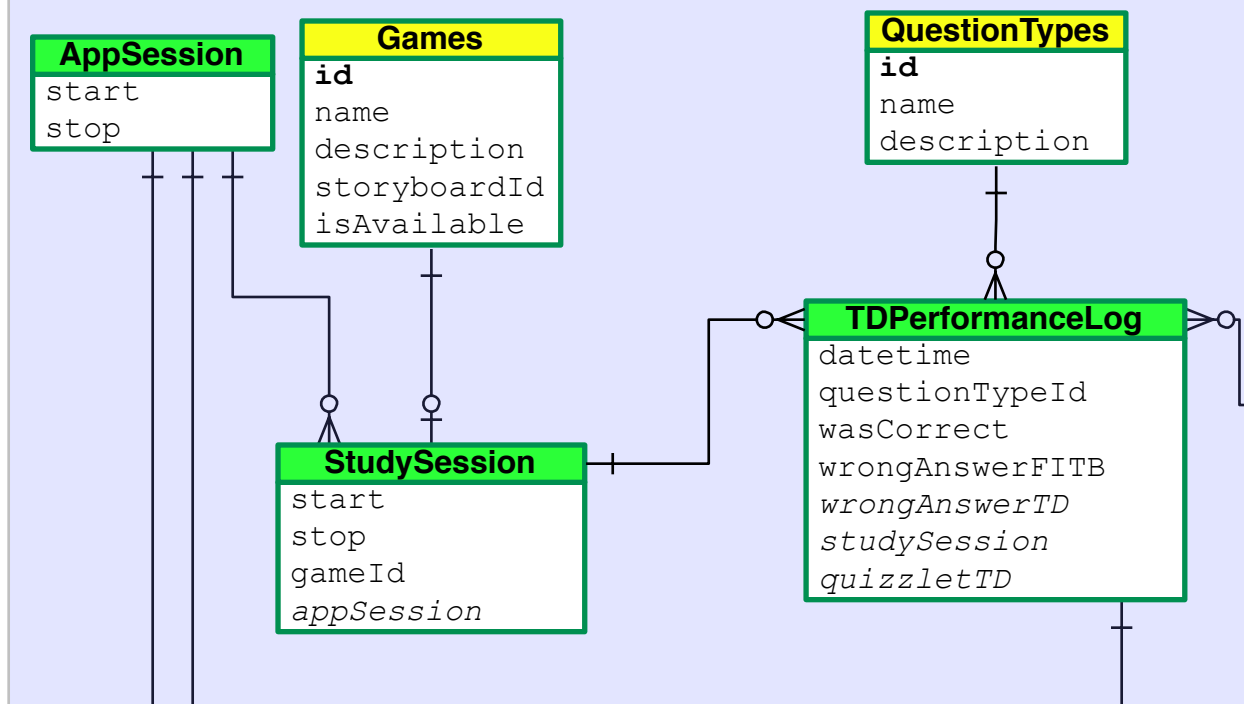 AppSession
start
stop
Games
id
name
description
storyboardId
isAvailable
QuestionTypes
id
name
description
StudySession
start
stop
gameId
appSession
TDPerformanceLog
datetime
questionTypeId
wasCorrect
wrongAnswerFITB
wrongAnswerTD
studySession
quizzletTD